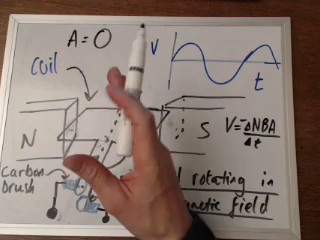 A = O
V
coil
t
N
S
V = -ΔNBA
Δt
Carbon
brush
rotating in
field